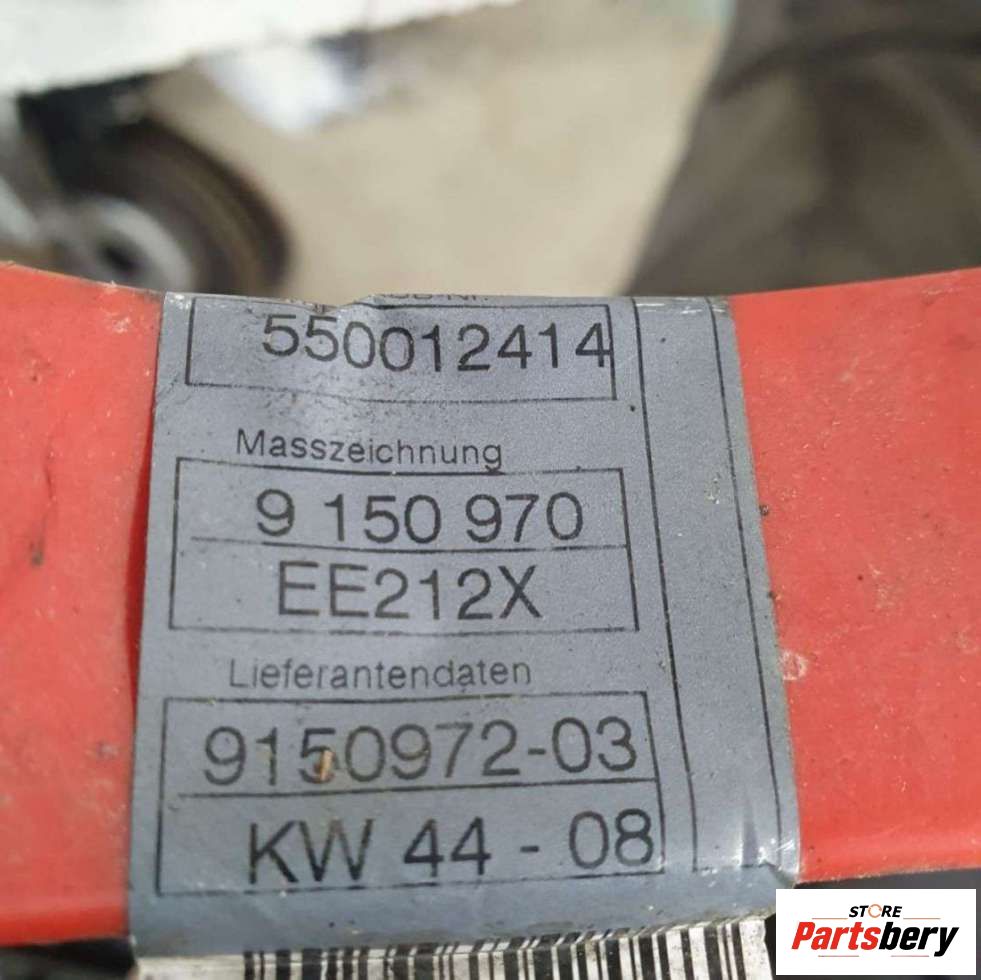 550012414
Masszeichnung
9 150 970
EE212X
Lieferantendaten
9150972-03
KW 44 - 08
STORE
Partsbery